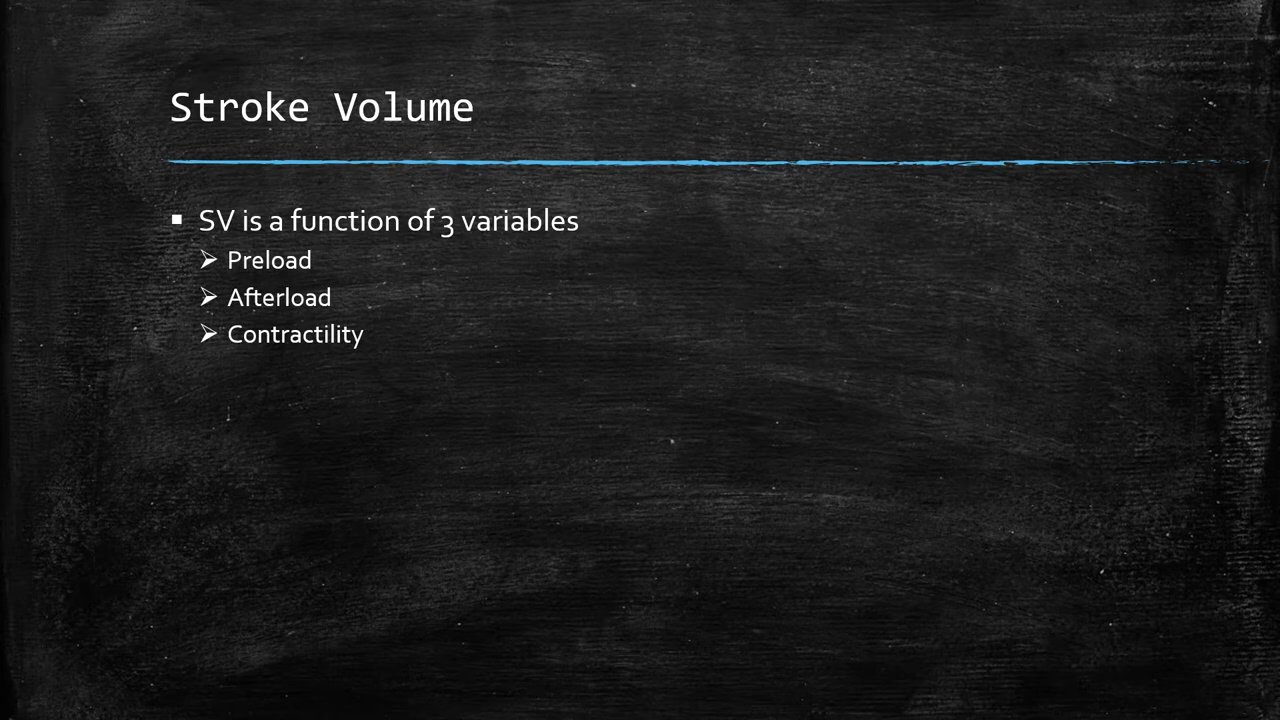 Stroke Volume
SV is a function of 3 variables
Preload
Afterload
Contractility